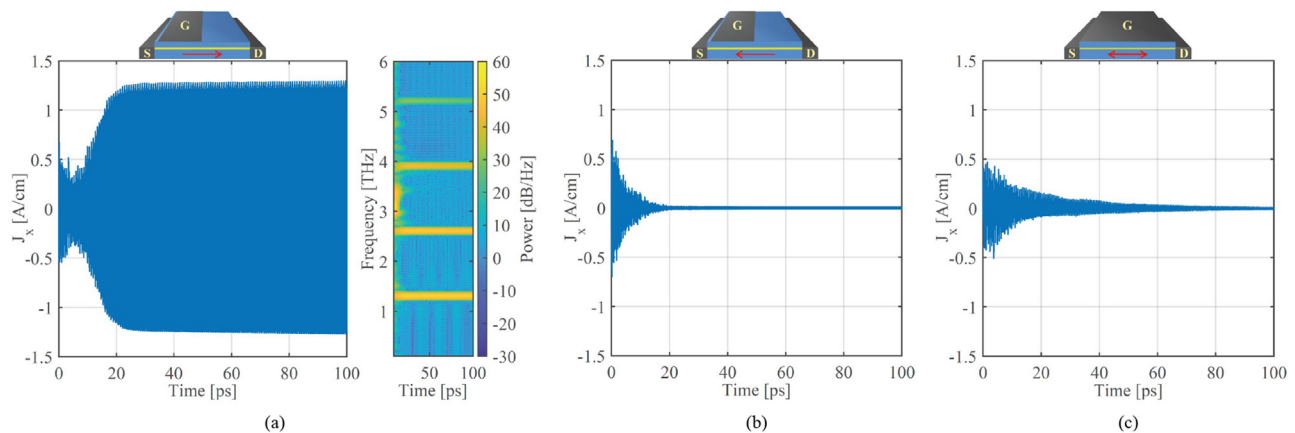 G
S
D
1.5
1
0.5
0
-0.5
-1
-1.5
J_x [A/cm]
0 20 40 60 80 100
Time [ps]
6
5
4
3
2
1
Frequency [THz]
50 100
Time [ps]
60
50
40
30
20
10
0
-10
-20
-30
Power [dB/Hz]
(a)
G
S
D
1.5
1
0.5
0
-0.5
-1
-1.5
J_x [A/cm]
0 20 40 60 80 100
Time [ps]
(b)
G
S
D
1.5
1
0.5
0
-0.5
-1
-1.5
J_x [A/cm]
0 20 40 60 80 100
Time [ps]
(c)